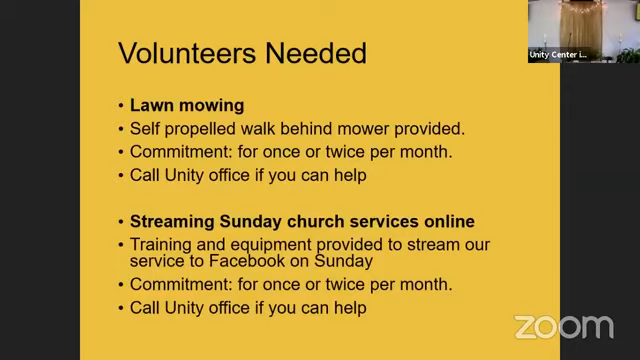 Volunteers Needed
• Lawn mowing
• Self propelled walk behind mower provided.
• Commitment: for once or twice per month.
• Call Unity office if you can help
• Streaming Sunday church services online
• Training and equipment provided to stream our
service to Facebook on Sunday
• Commitment: for once or twice per month.
• Call Unity office if you can help
Unity Center i...
zoom